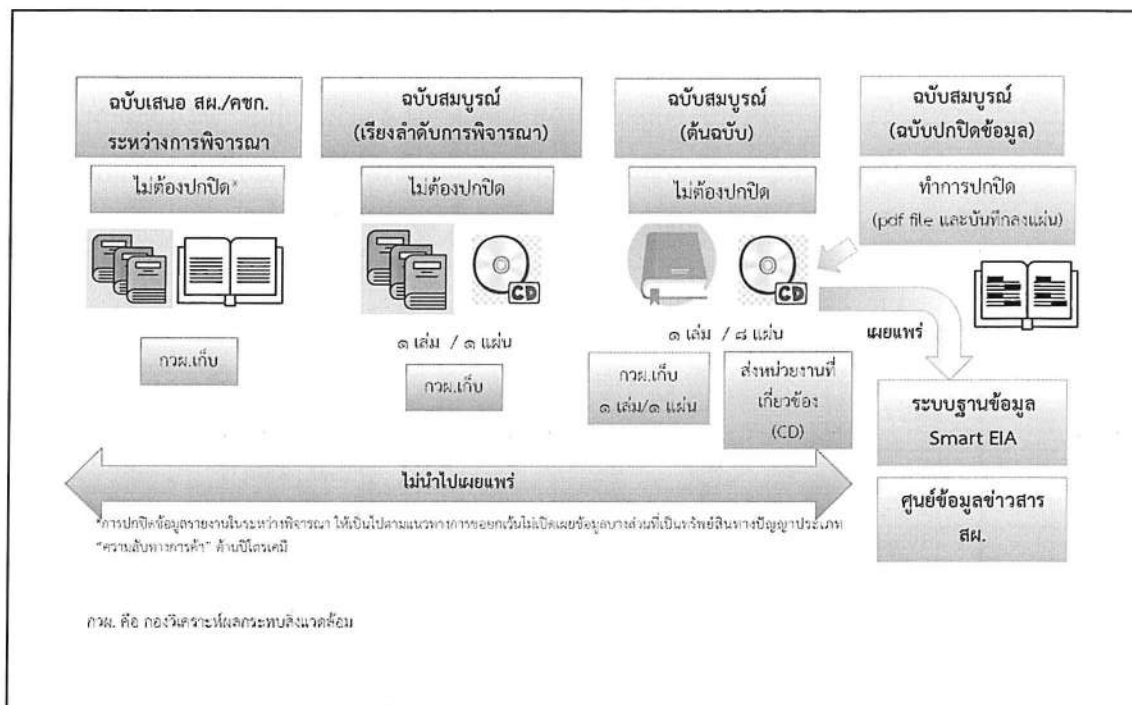 ฉบับเสนอ สผ./คชก.
ระหว่างการพิจารณา
ไม่ต้องปกปิด*
กวผ.เก็บ
ฉบับสมบูรณ์
(เรียงลำดับการพิจารณา)
ไม่ต้องปกปิด
CD
๑ เล่ม / ๑ แผ่น
กวผ.เก็บ
ฉบับสมบูรณ์
(ต้นฉบับ)
ไม่ต้องปกปิด
CD
๑ เล่ม / ๘ แผ่น
กวผ.เก็บ
๑ เล่ม/๑ แผ่น
ส่งหน่วยงานที่
เกี่ยวข้อง
(CD)
ฉบับสมบูรณ์
(ฉบับปกปิดข้อมูล)
ทำการปกปิด
(pdf file และบันทึกลงแผ่น)
เผยแพร่
ระบบฐานข้อมูล
Smart EIA
ศูนย์ข้อมูลข่าวสาร
สผ.
ไม่นำไปเผยแพร่
*การปกปิดข้อมูลรายงานในระหว่างพิจารณา ให้เป็นไปตามแนวทางการขอยกเว้นไม่เปิดเผยข้อมูลบางส่วนที่เป็นทรัพย์สินทางปัญญาประเภท
"ความลับทางการค้า" ด้านปิโตรเคมี
กวผ. คือ กองวิเคราะห์ผลกระทบสิ่งแวดล้อม